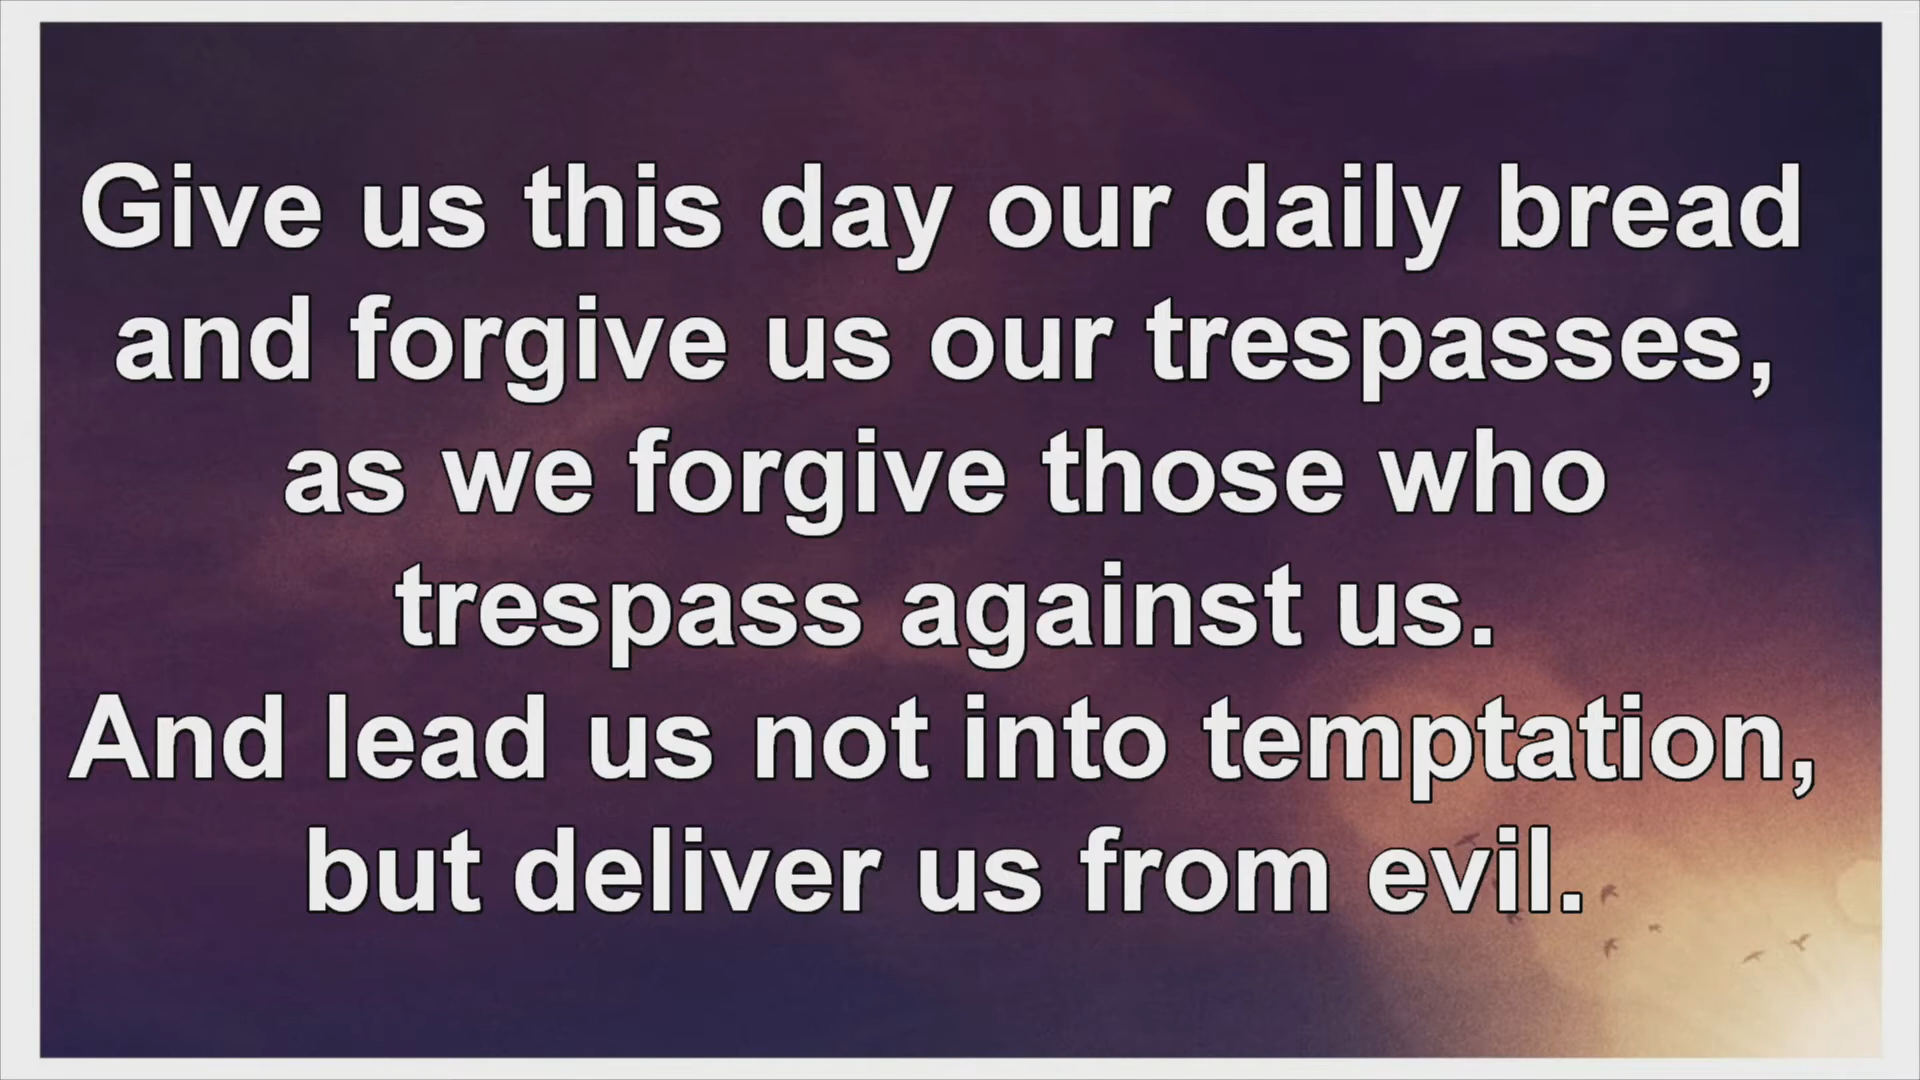 Give us this day our daily bread
and forgive us our trespasses,
as we forgive those who
trespass against us.
And lead us not into temptation,
but deliver us from evil.